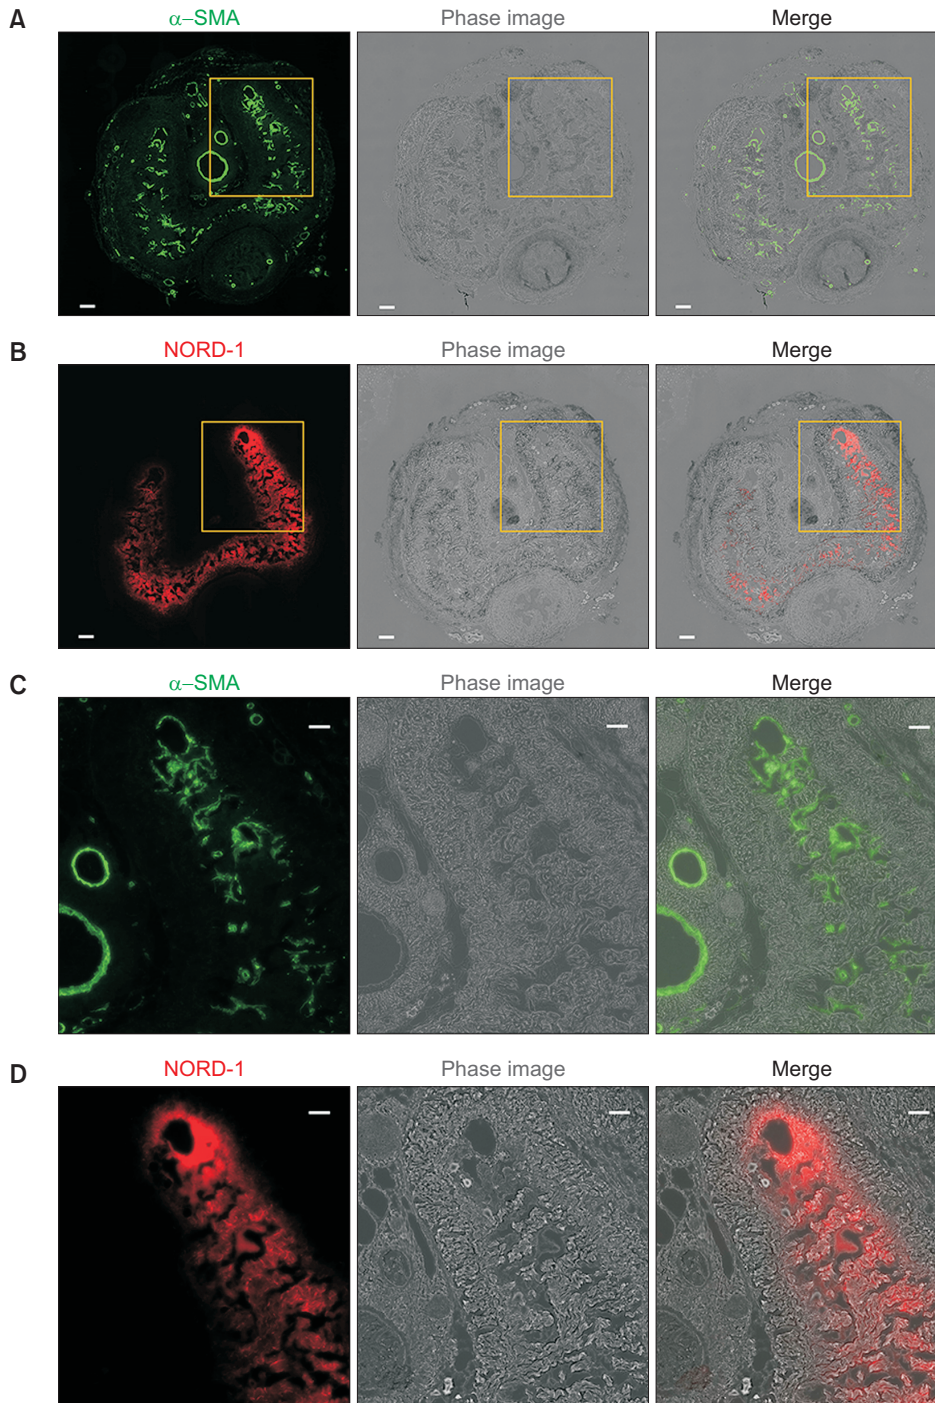 A
α–SMA Phase image Merge
B
NORD-1 Phase image Merge
C
α–SMA Phase image Merge
D
NORD-1 Phase image Merge